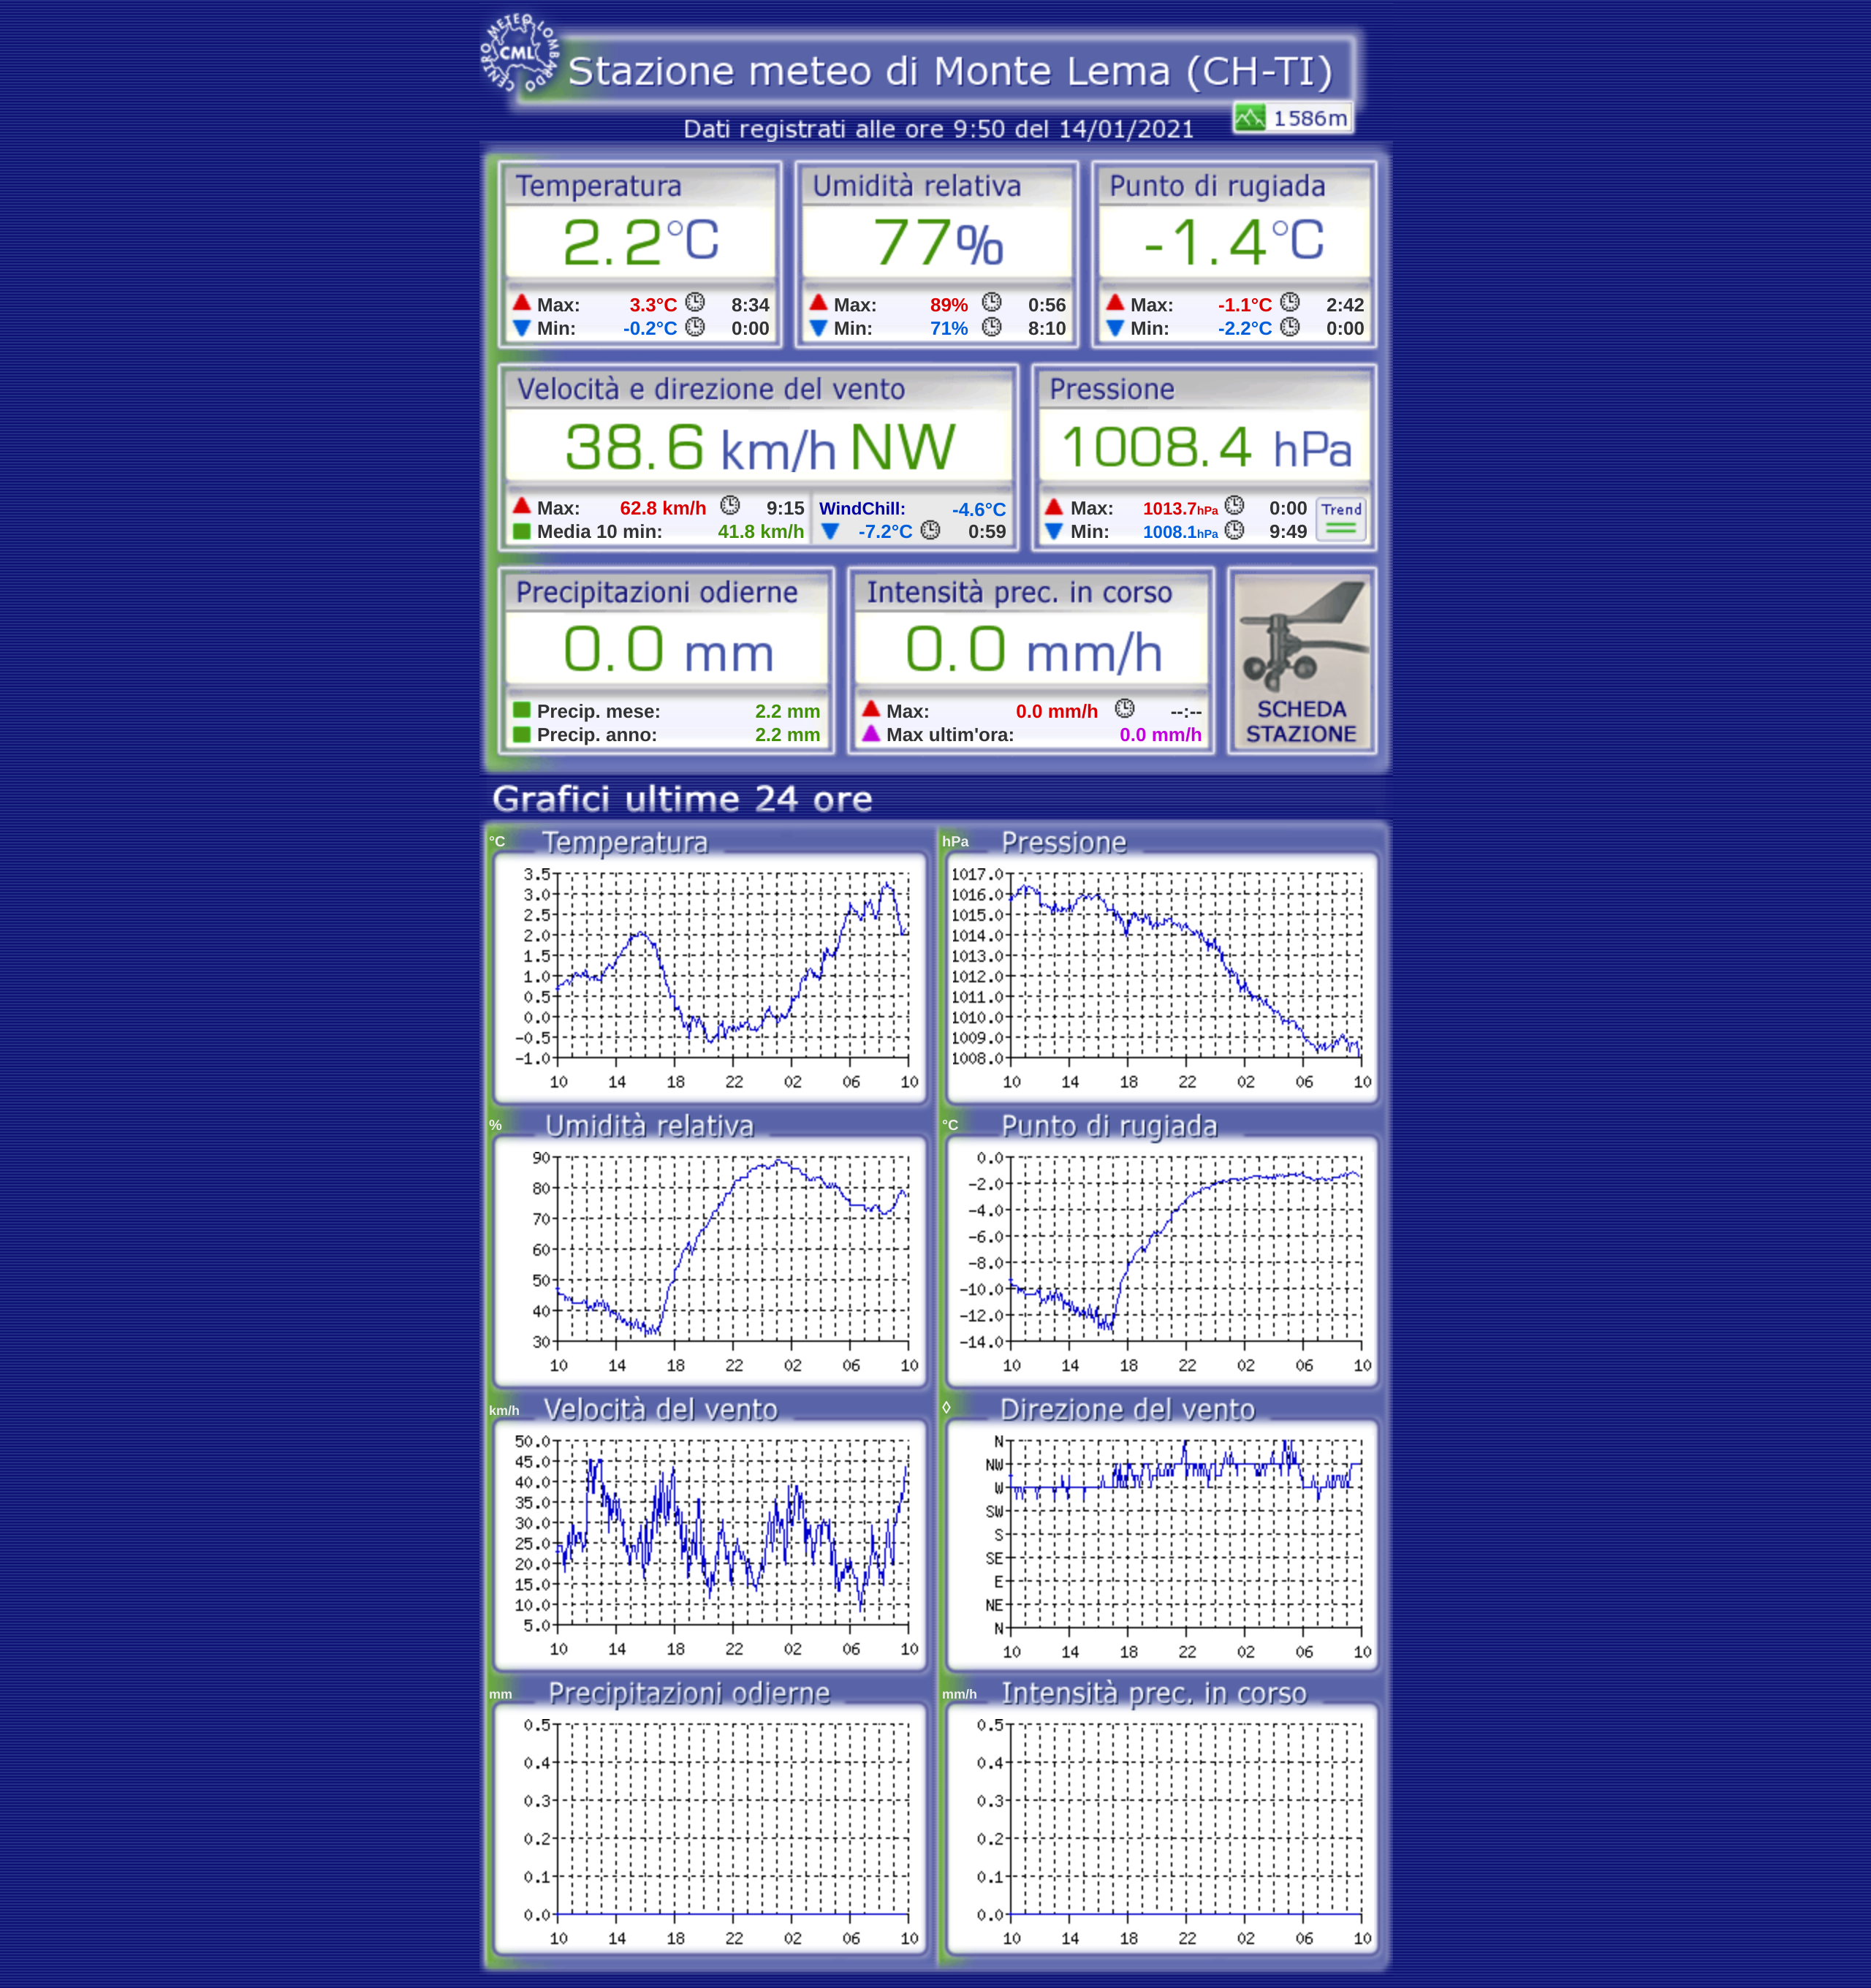 CENTRO METEO LOMBARDO
CML
Stazione meteo di Monte Lema (CH-TI)
1586m
Dati registrati alle ore 9:50 del 14/01/2021
Temperatura Umidità relativa Punto di rugiada
2.2°C 77% -1.4°C
Max: 3.3°C 8:34 Max: 89% 0:56 Max: -1.1°C 2:42
Min: -0.2°C 0:00 Min: 71% 8:10 Min: -2.2°C 0:00
Velocità e direzione del vento Pressione
38.6 km/h NW 1008.4 hPa
Max: 62.8 km/h 9:15 WindChill: -4.6°C Max: 1013.7hPa 0:00 Trend
Media 10 min: 41.8 km/h -7.2°C 0:59 Min: 1008.1hPa 9:49
Precipitazioni odierne Intensità prec. in corso
0.0 mm 0.0 mm/h
Precip. mese: 2.2 mm Max: 0.0 mm/h --:-- SCHEDA
Precip. anno: 2.2 mm Max ultim'ora: 0.0 mm/h STAZIONE
Grafici ultime 24 ore
°C Temperatura
3.5
3.0
2.5
2.0
1.5
1.0
0.5
0.0
-0.5
-1.0
10 14 18 22 02 06 10
hPa Pressione
1017.0
1016.0
1015.0
1014.0
1013.0
1012.0
1011.0
1010.0
1009.0
1008.0
10 14 18 22 02 06 10
% Umidità relativa
90
80
70
60
50
40
30
10 14 18 22 02 06 10
°C Punto di rugiada
0.0
-2.0
-4.0
-6.0
-8.0
-10.0
-12.0
-14.0
10 14 18 22 02 06 10
km/h Velocità del vento
50.0
45.0
40.0
35.0
30.0
25.0
20.0
15.0
10.0
5.0
10 14 18 22 02 06 10
◊ Direzione del vento
N
NW
W
SW
S
SE
E
NE
N
10 14 18 22 02 06 10
mm Precipitazioni odierne
0.5
0.4
0.3
0.2
0.1
0.0
10 14 18 22 02 06 10
mm/h Intensità prec. in corso
0.5
0.4
0.3
0.2
0.1
0.0
10 14 18 22 02 06 10